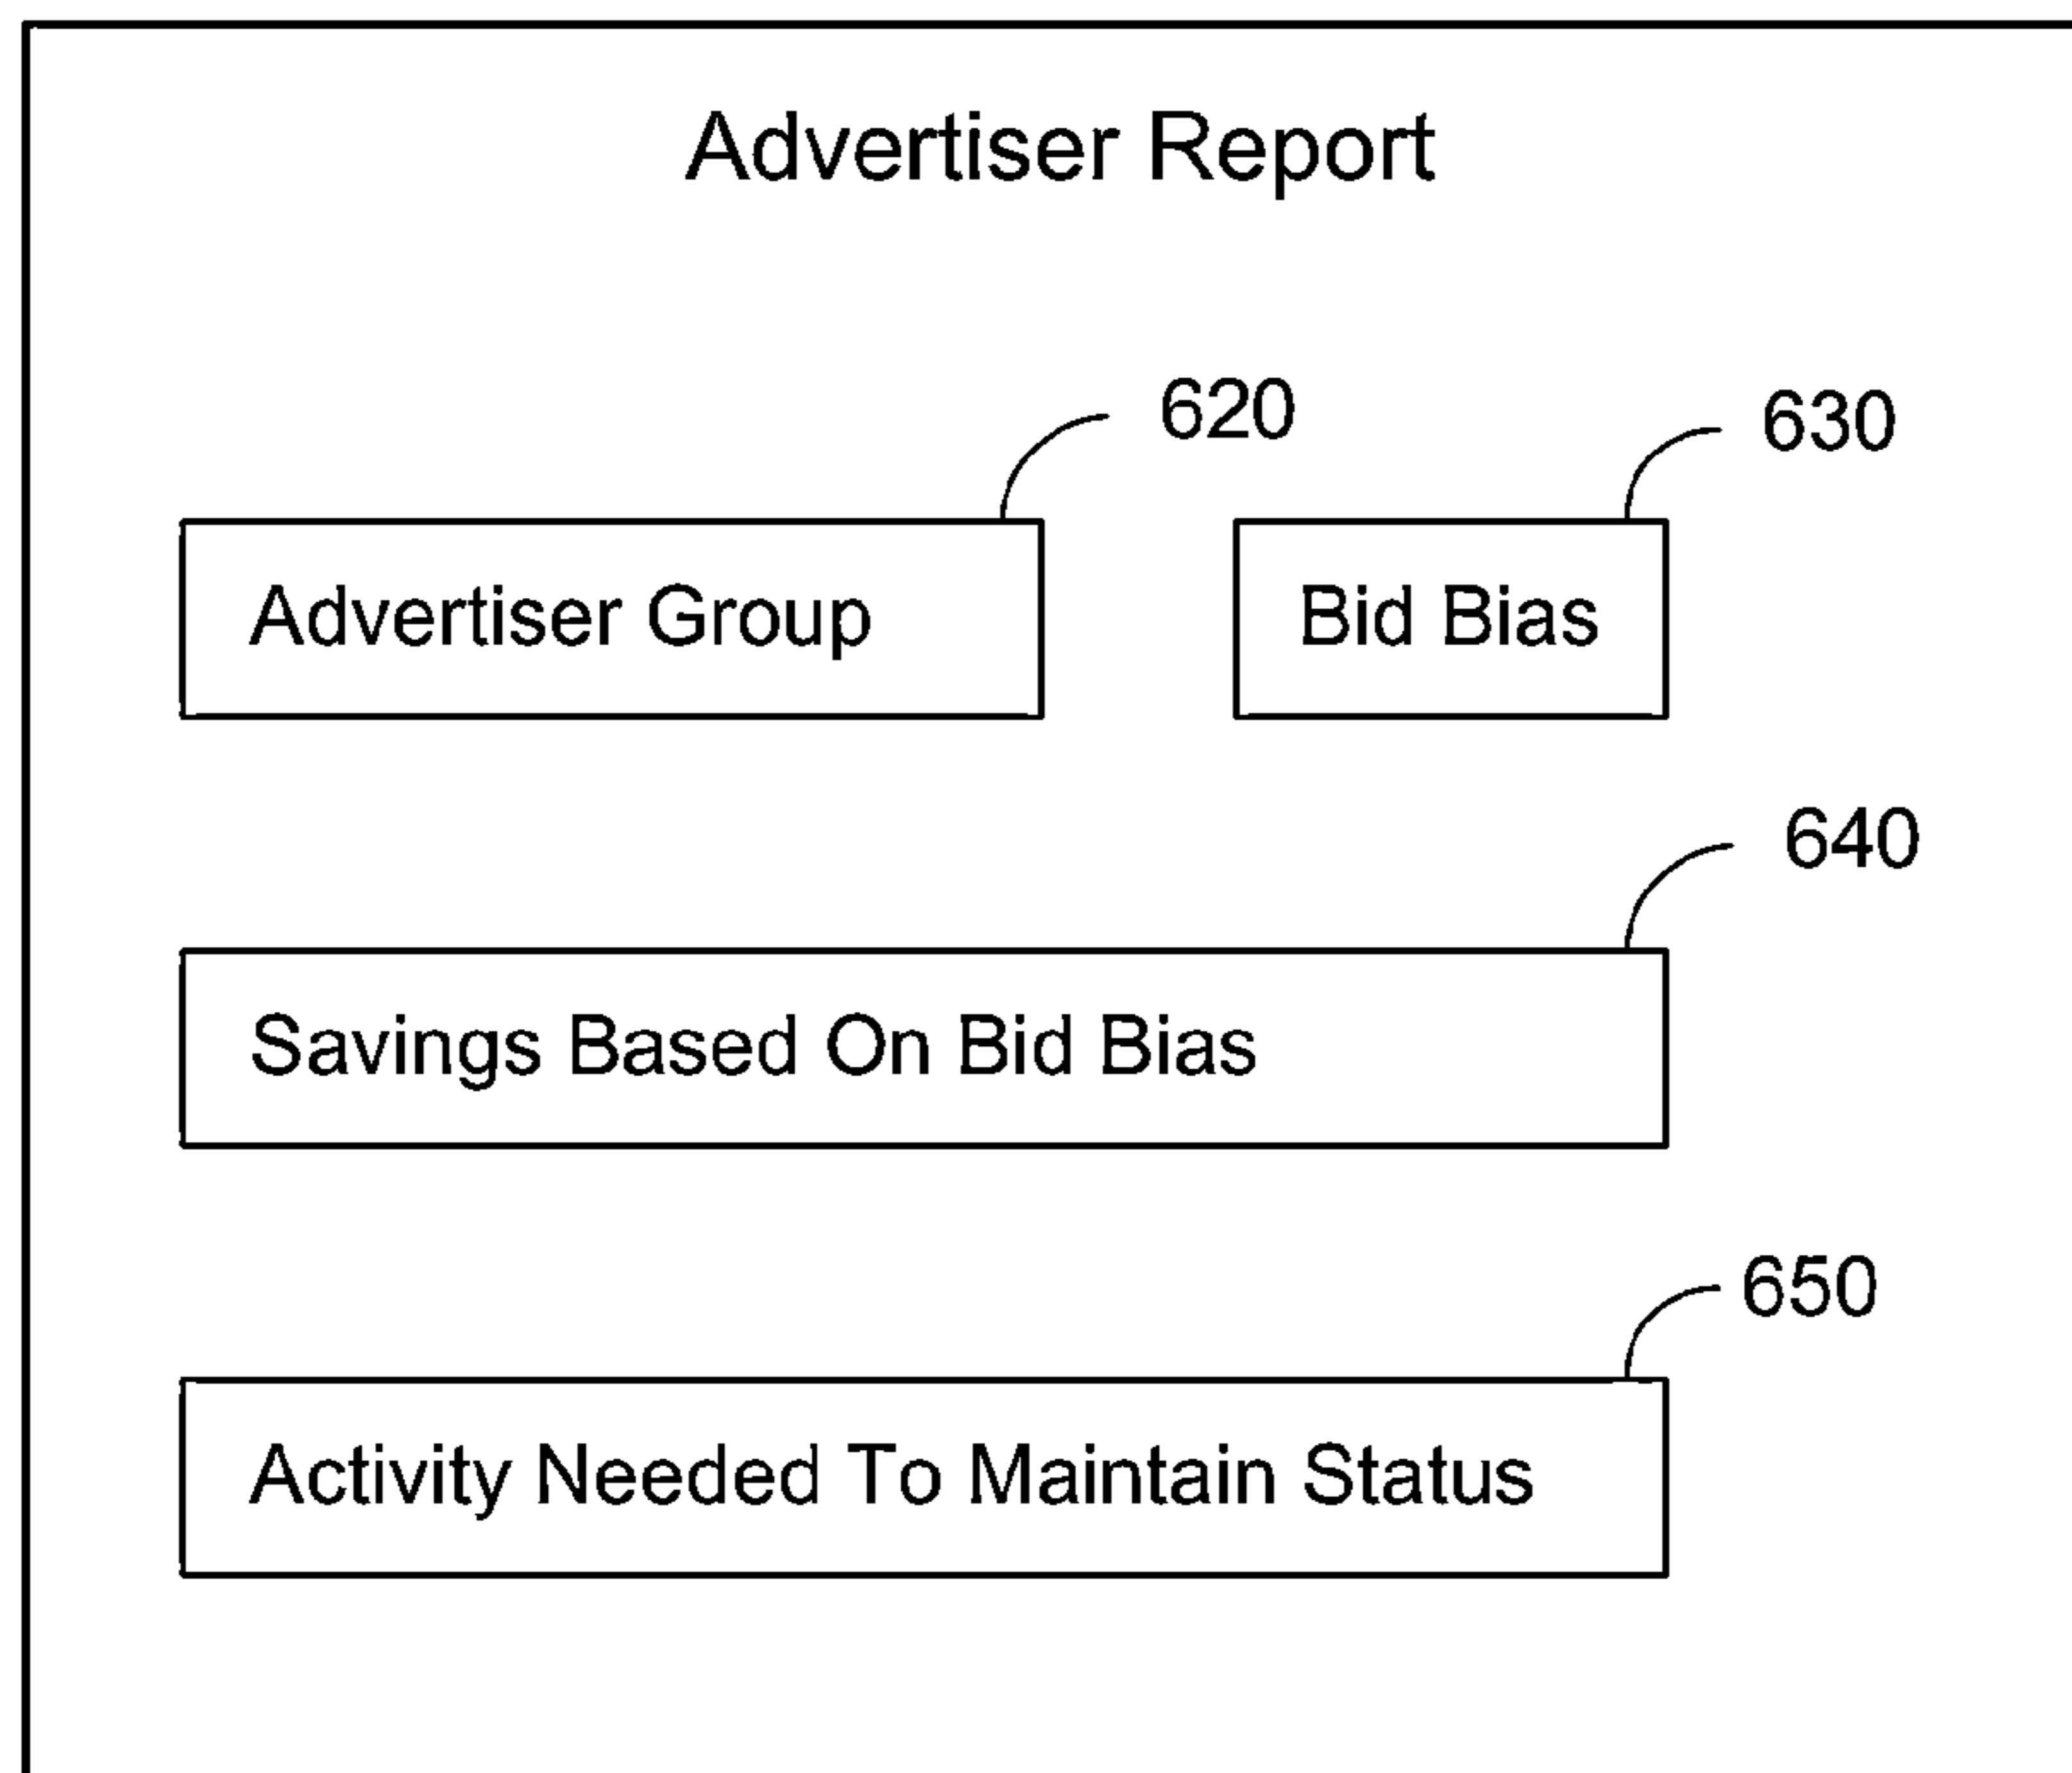 Advertiser Report
620
630
Advertiser Group
Bid Bias
640
Savings Based On Bid Bias
650
Activity Needed To Maintain Status